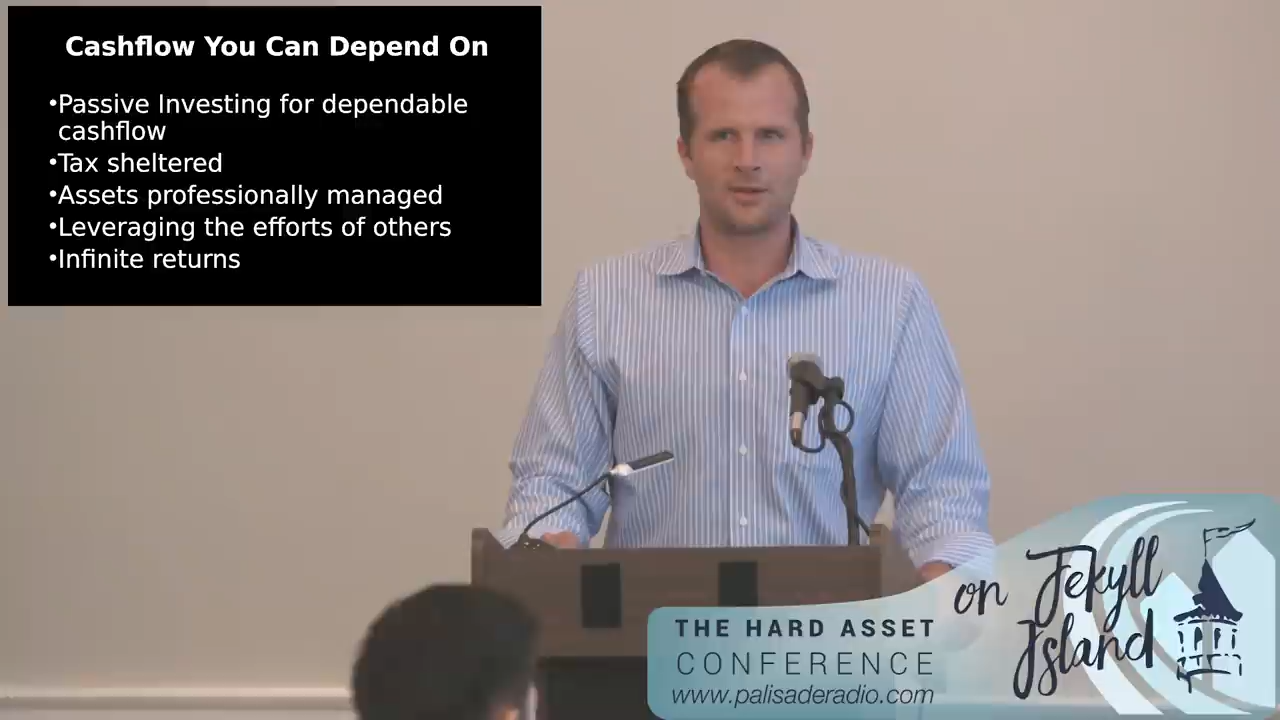 Cashflow You Can Depend On
•Passive Investing for dependable
cashflow
•Tax sheltered
•Assets professionally managed
•Leveraging the efforts of others
•Infinite returns
on Jekyll
Island
THE HARD ASSET
CONFERENCE
www.palisaderadio.com